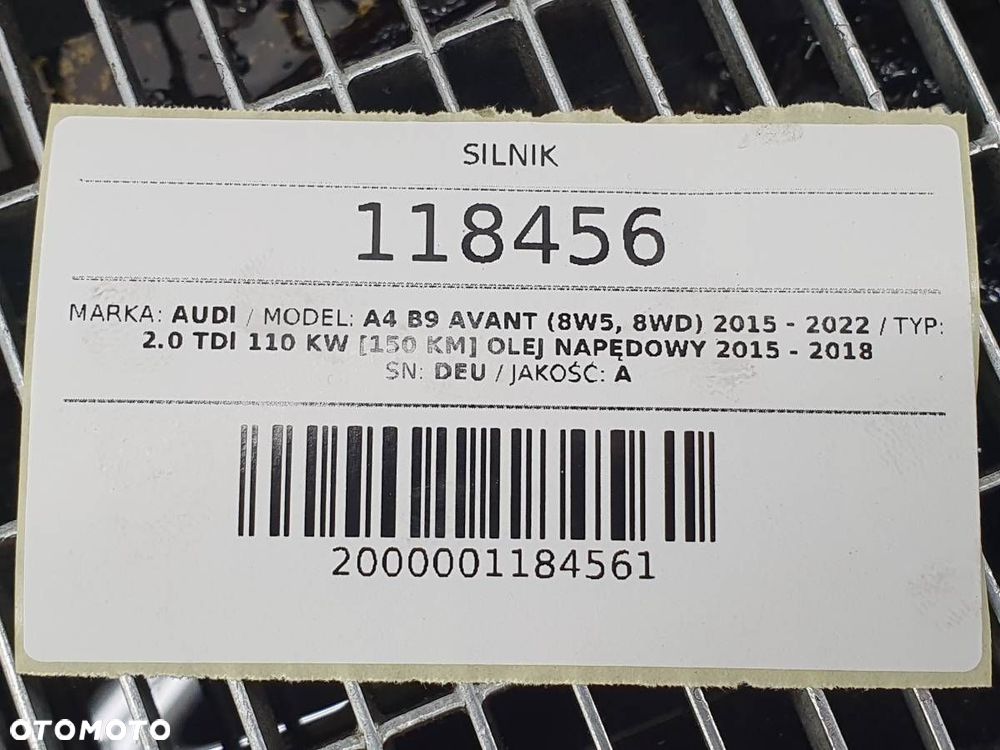 SILNIK
118456
MARKA: AUDI / MODEL: A4 B9 AVANT (8W5, 8WD) 2015 - 2022 / TYP:
2.0 TDI 110 KW [150 KM] OLEJ NAPĘDOWY 2015 - 2018
SN: DEU / JAKOŚĆ: A
2000001184561
OTOMOTO